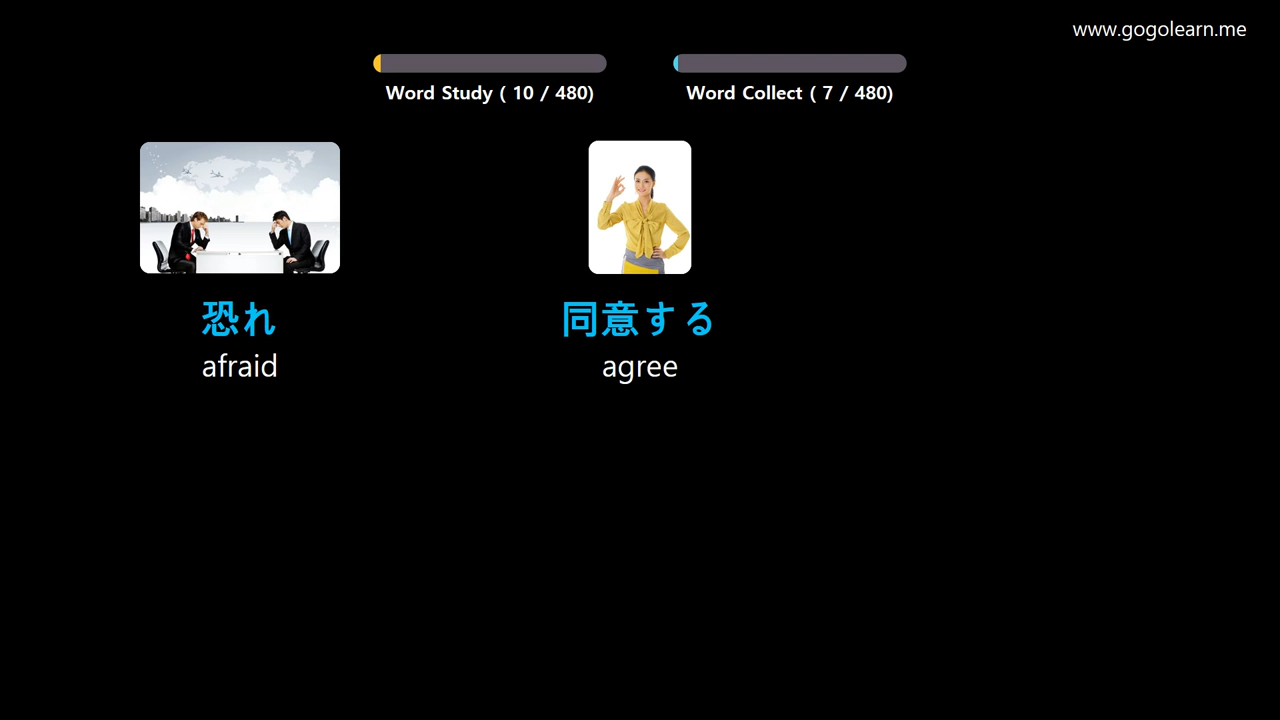 www.gogolearn.me
Word Study ( 10 / 480)
Word Collect ( 7 / 480)
恐れ
afraid
同意する
agree